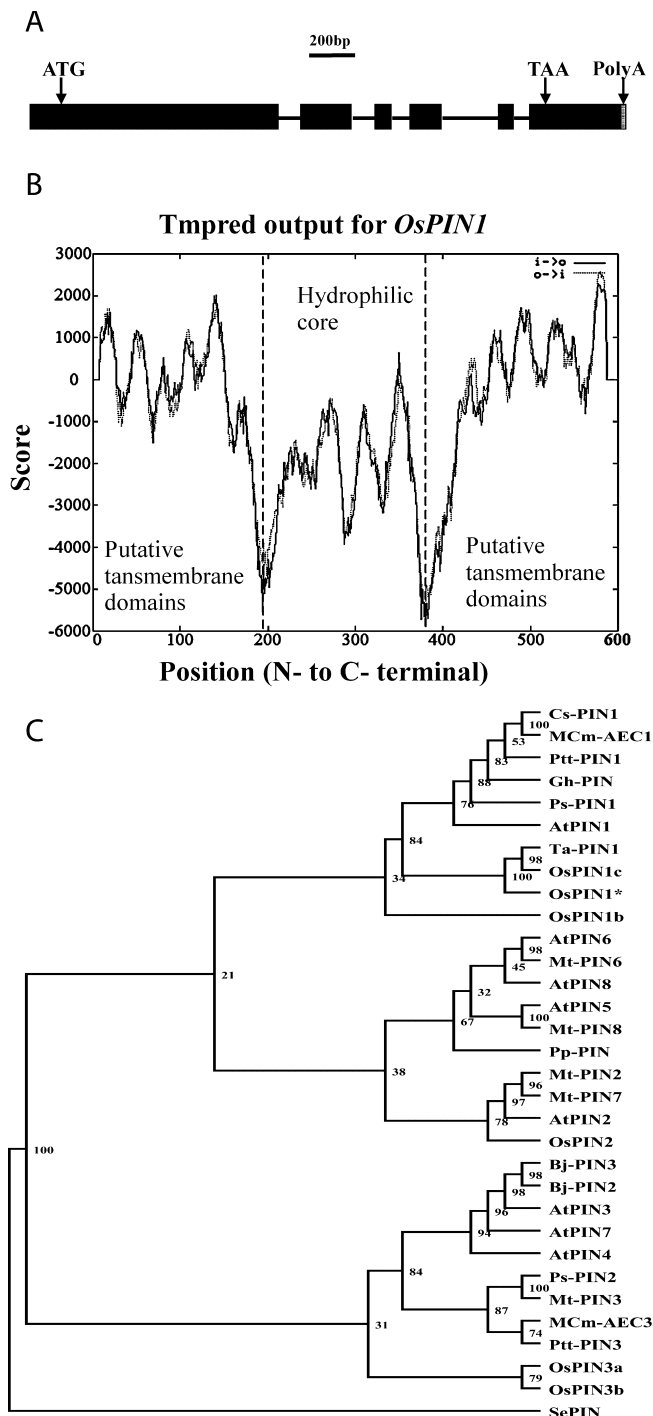 A
200bp
ATG
TAA
PolyA
B
Tmpred output for OsPIN1
3000
2000
1000
0
-1000
-2000
-3000
-4000
-5000
-6000
Score
i->o
o->i
Hydrophilic
core
Putative
tansmembrane
domains
Putative
tansmembrane
domains
0
100
200
300
400
500
600
Position (N- to C- terminal)
C
Cs-PIN1
100
MCm-AEC1
53
Ptt-PIN1
83
Gh-PIN
88
Ps-PIN1
76
AtPIN1
84
Ta-PIN1
98
OsPIN1c
100
OsPIN1*
34
OsPIN1b
AtPIN6
98
Mt-PIN6
45
AtPIN8
32
AtPIN5
100
Mt-PIN8
67
Pp-PIN
21
38
Mt-PIN2
96
Mt-PIN7
97
AtPIN2
78
OsPIN2
100
Bj-PIN3
98
Bj-PIN2
98
AtPIN3
96
AtPIN7
94
AtPIN4
84
Ps-PIN2
100
Mt-PIN3
87
MCm-AEC3
74
Ptt-PIN3
31
OsPIN3a
79
OsPIN3b
SePIN